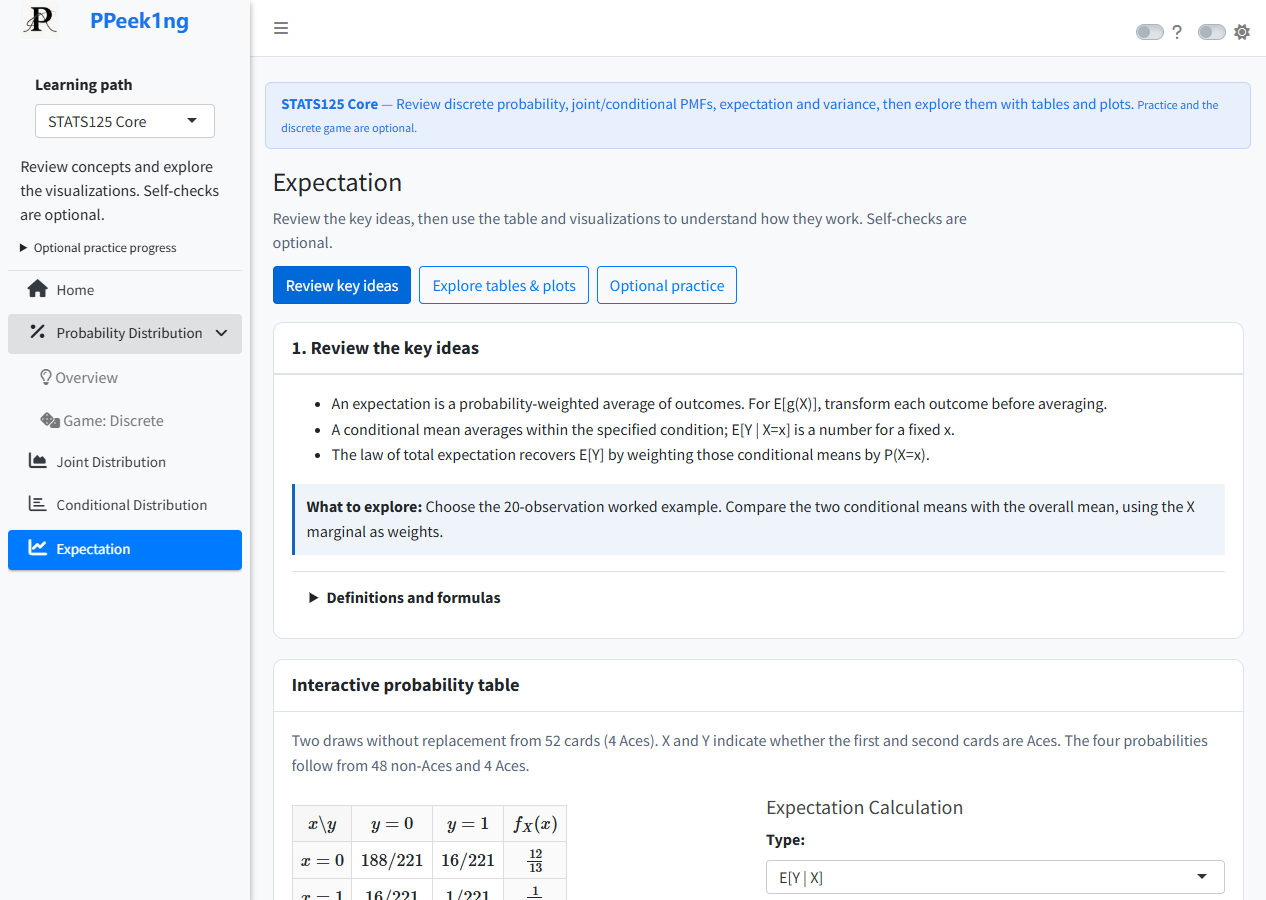 PPeek1ng
Learning path
STATS125 Core
Review concepts and explore
the visualizations. Self-checks
are optional.
Optional practice progress
Home
Probability Distribution
Overview
Game: Discrete
Joint Distribution
Conditional Distribution
Expectation
?
STATS125 Core — Review discrete probability, joint/conditional PMFs, expectation and variance, then explore them with tables and plots. Practice and the
discrete game are optional.
Expectation
Review the key ideas, then use the table and visualizations to understand how they work. Self-checks are
optional.
Review key ideas
Explore tables & plots
Optional practice
1. Review the key ideas
• An expectation is a probability-weighted average of outcomes. For E[g(X)], transform each outcome before averaging.
• A conditional mean averages within the specified condition; E[Y | X=x] is a number for a fixed x.
• The law of total expectation recovers E[Y] by weighting those conditional means by P(X=x).
What to explore: Choose the 20-observation worked example. Compare the two conditional means with the overall mean, using the X
marginal as weights.
Definitions and formulas
Interactive probability table
Two draws without replacement from 52 cards (4 Aces). X and Y indicate whether the first and second cards are Aces. The four probabilities
follow from 48 non-Aces and 4 Aces.
x\y y = 0 y = 1 f_X(x)
x = 0 188/221 16/221 12/13
x = 1 16/221 1/221 1
Expectation Calculation
Type:
E[Y | X]